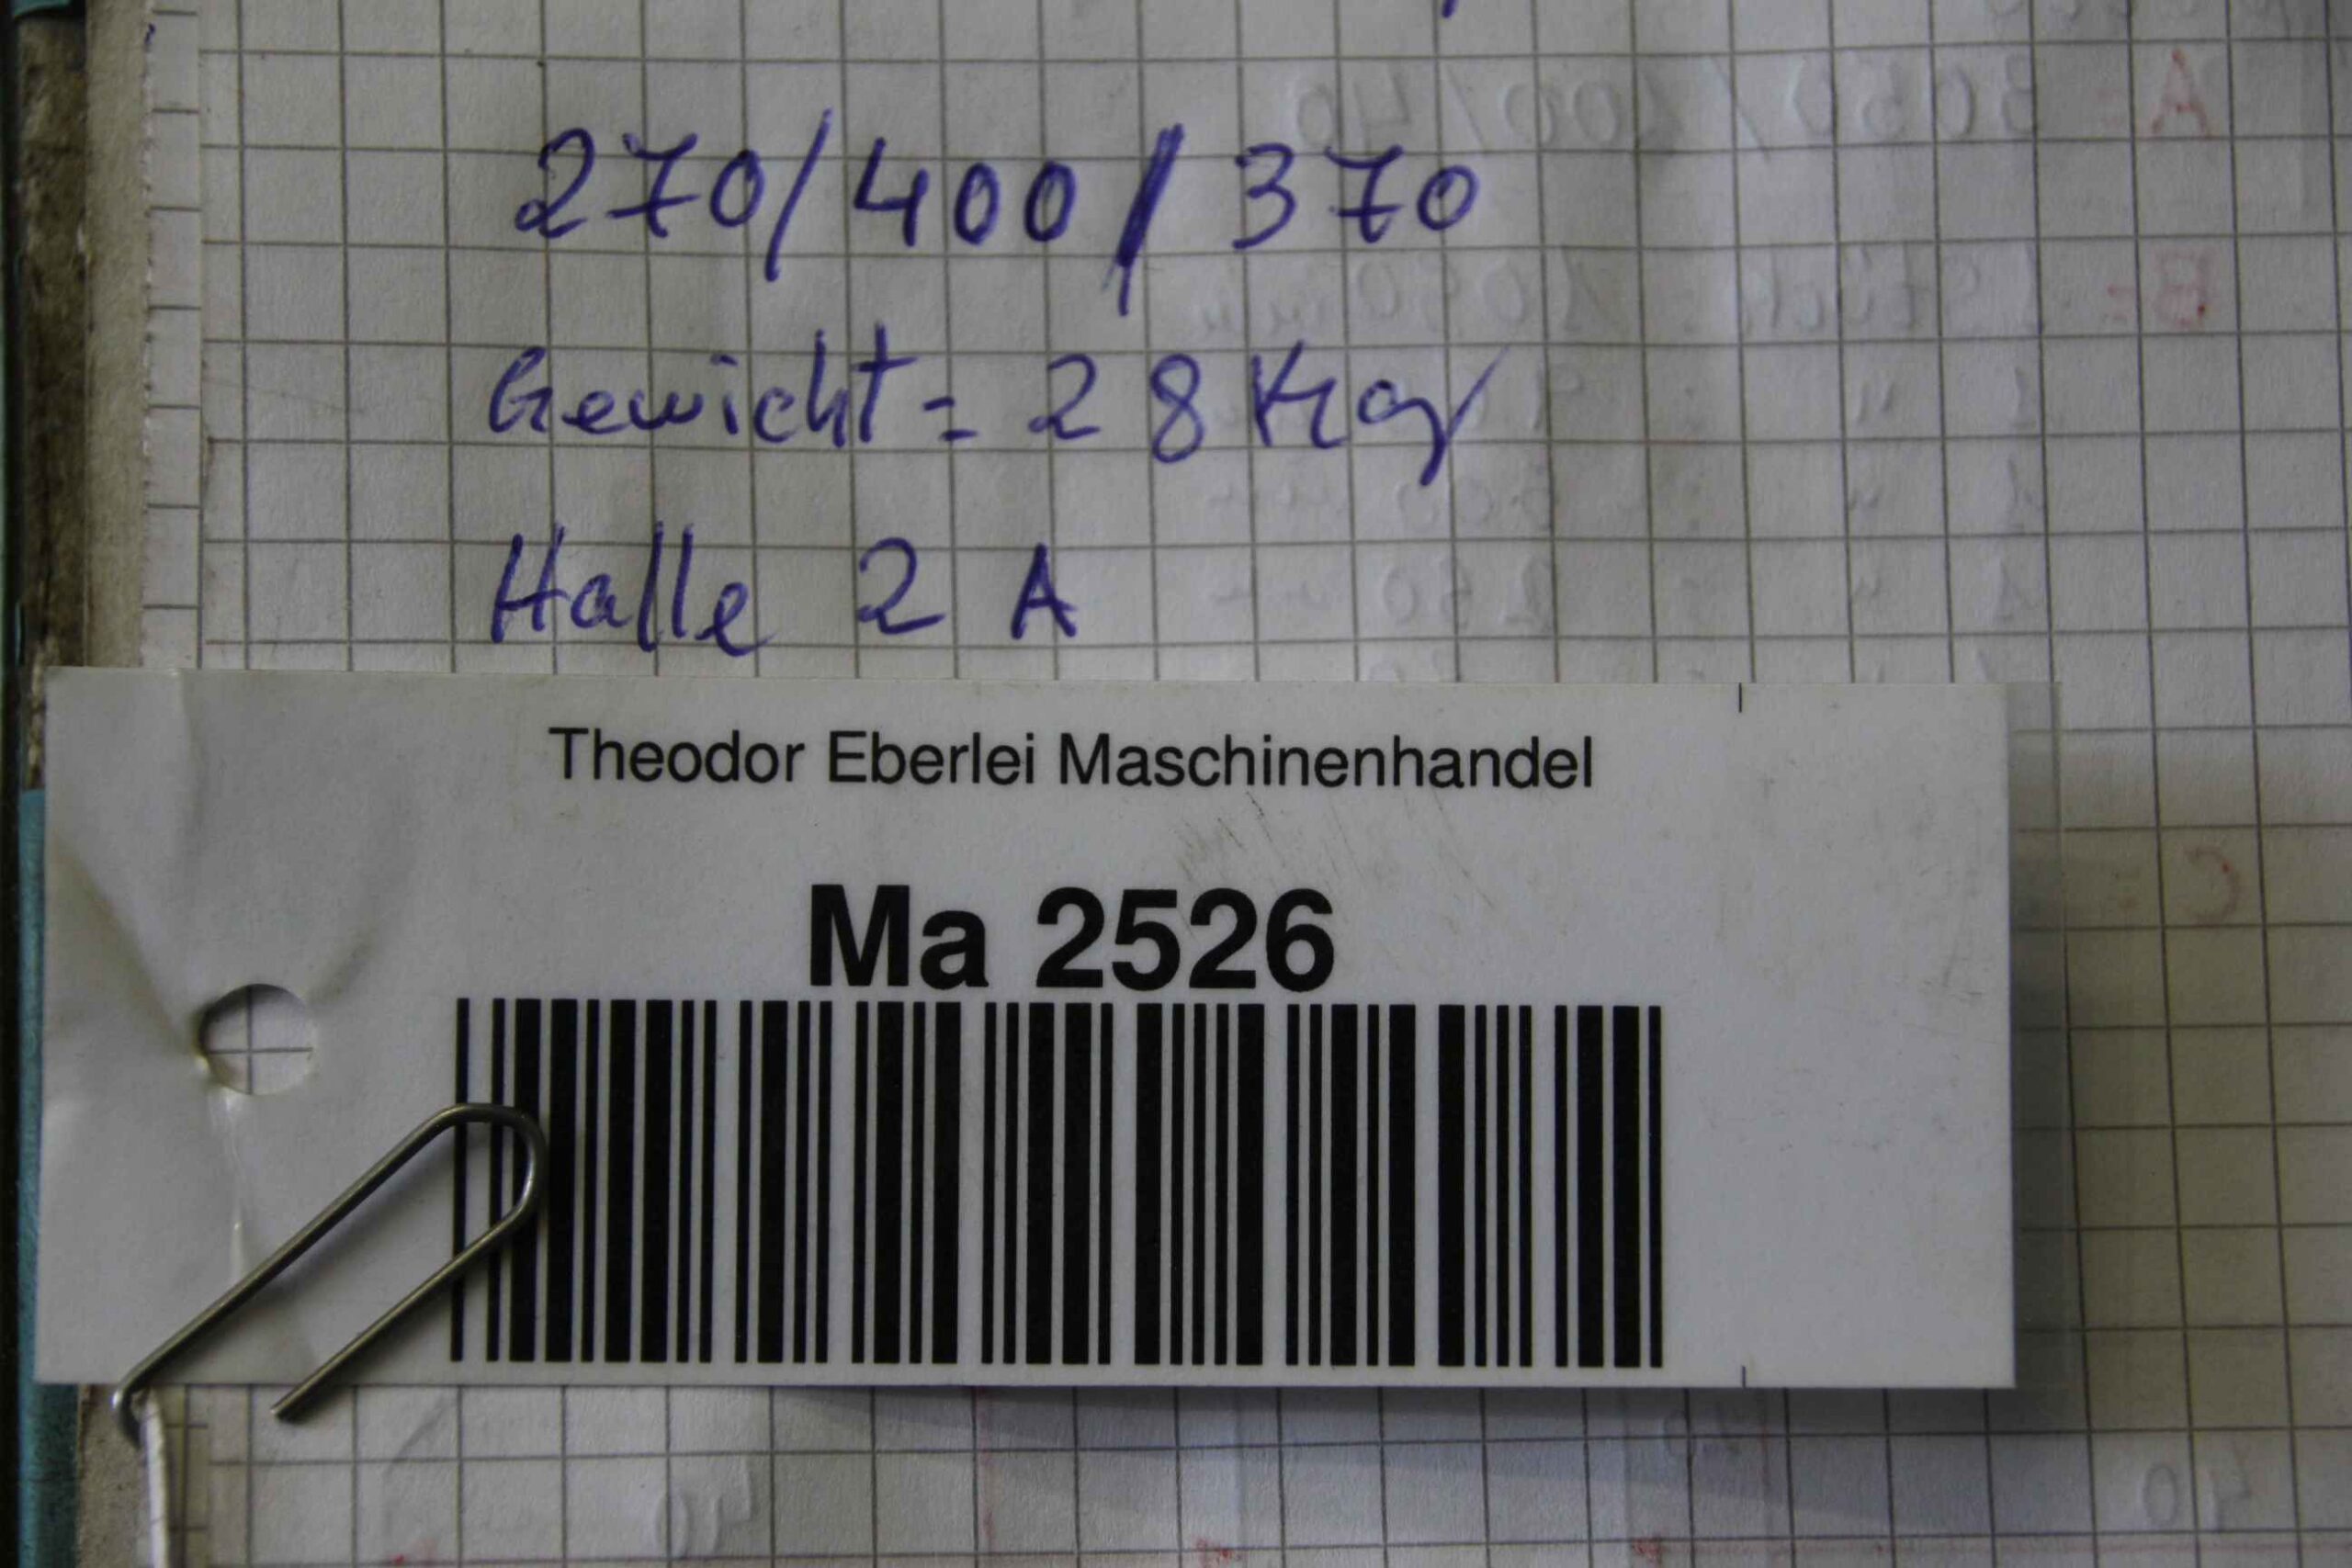 270/400/370
Gewicht = 28 Kg
Halle 2 A
Theodor Eberlei Maschinenhandel
Ma 2526